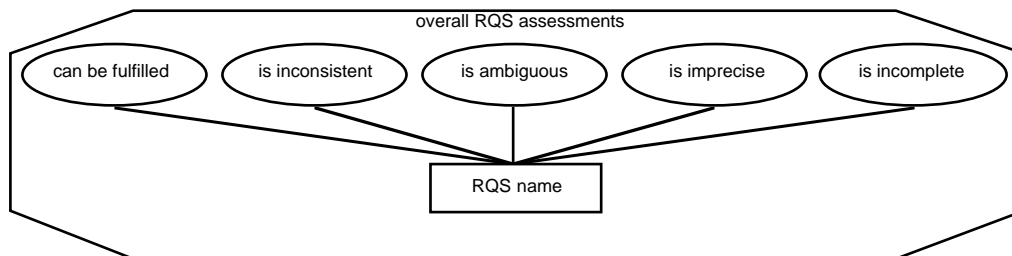 overall RQS assessments
can be fulfilled
is inconsistent
is ambiguous
is imprecise
is incomplete
RQS name